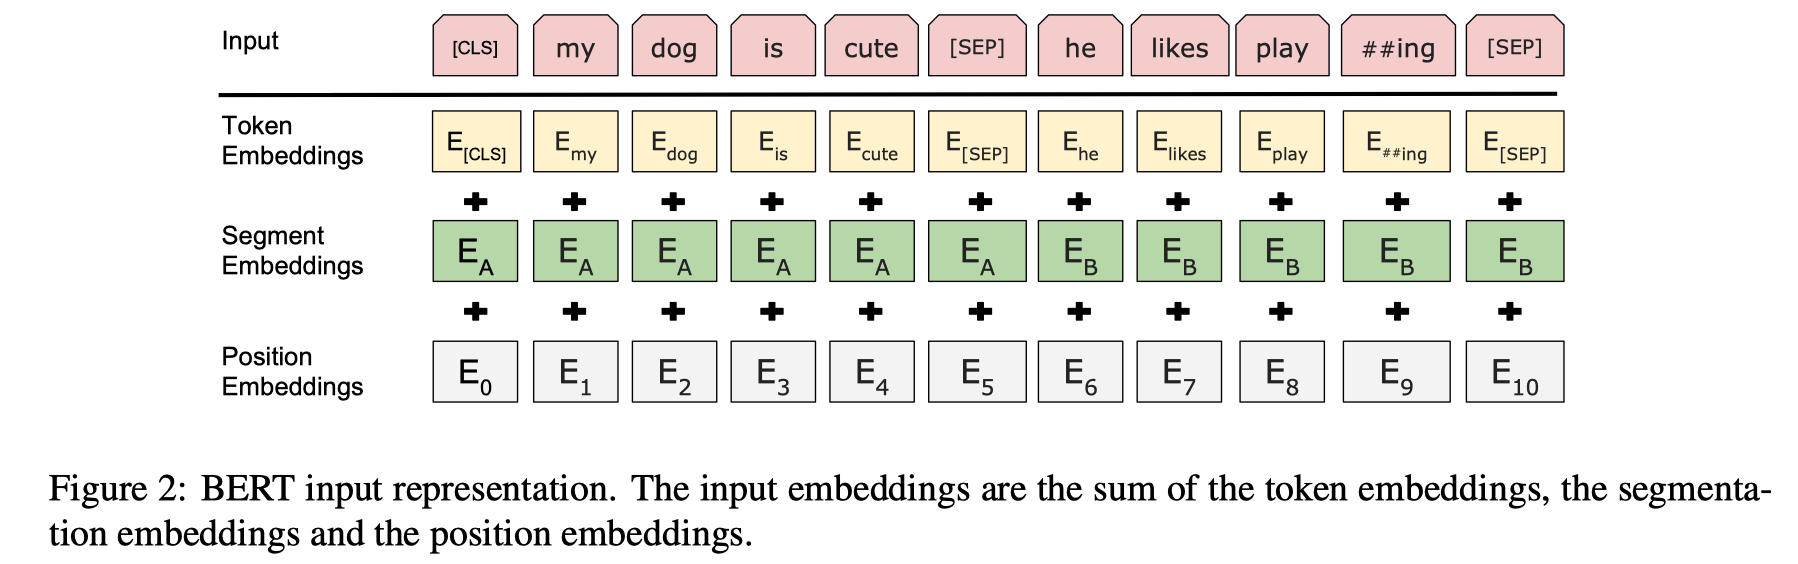 Input [CLS] my dog is cute [SEP] he likes play ##ing [SEP]
Token
Embeddings E[CLS] Emy Edog Eis Ecute E[SEP] Ehe Elikes Eplay E##ing E[SEP]
+ + + + + + + + + + +
Segment
Embeddings EA EA EA EA EA EA EB EB EB EB EB
+ + + + + + + + + + +
Position
Embeddings E0 E1 E2 E3 E4 E5 E6 E7 E8 E9 E10
Figure 2: BERT input representation. The input embeddings are the sum of the token embeddings, the segmenta-
tion embeddings and the position embeddings.